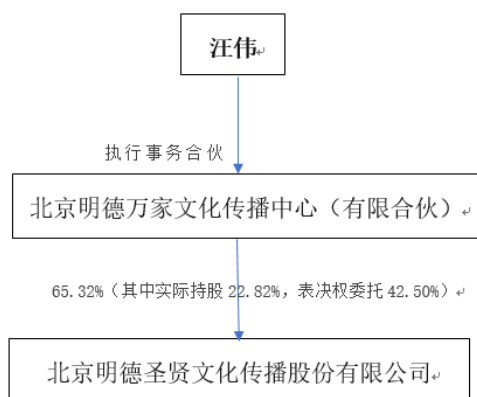 汪伟
执行事务合伙
北京明德万家文化传播中心（有限合伙）
65.32%（其中实际持股 22.82%，表决权委托 42.50%）
北京明德圣贤文化传播股份有限公司